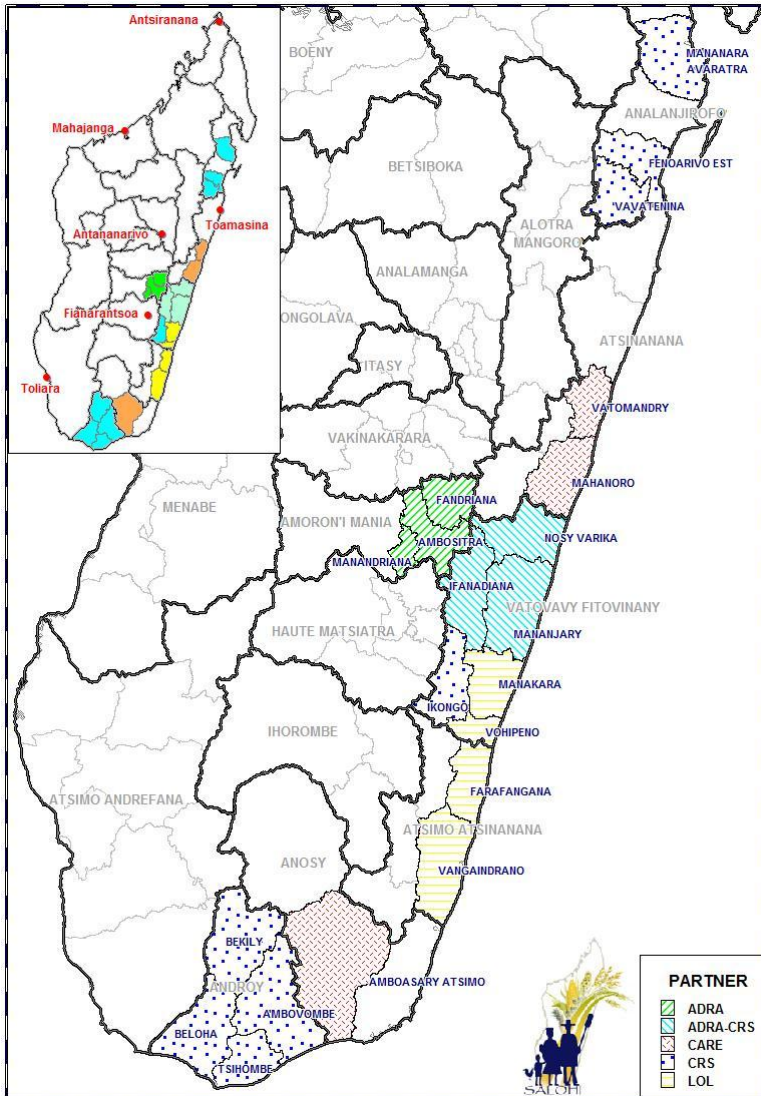 Antsiranana
Mahajanga
Toamasina
Antananarivo
Fianarantsoa
Toliara
BOENY
MANANARA
AVARATRA
ANALANJIROFO
BETSIBOKA
FENOARIVO EST
VAVATENINA
ALOTRA
MANGORO
ANALAMANGA
ONGOLAVA
ITASY
ATSINANANA
VATOMANDRY
VAKINAKARARA
MAHANORO
MENABE
FANDRIANA
AMORON'I MANIA
AMBOSITRA
NOSY VARIKA
MANANDRIANA
IFANADIANA
VATOVAVY FITOVINANY
HAUTE MATSIATRA
MANANJARY
MANAKARA
IKONGO
IHOROMBE
VOHIPENO
FARAFANGANA
ATSIMO ANDREFANA
ATSIMO ATSINANANA
ANOSY
VANGAINDRANO
BEKILY
AMBOASARY ATSIMO
ANDROY
AMBOVOMBE
BELOHA
TSIHOMBE
SALOHI
PARTNER
ADRA
ADRA-CRS
CARE
CRS
LOL